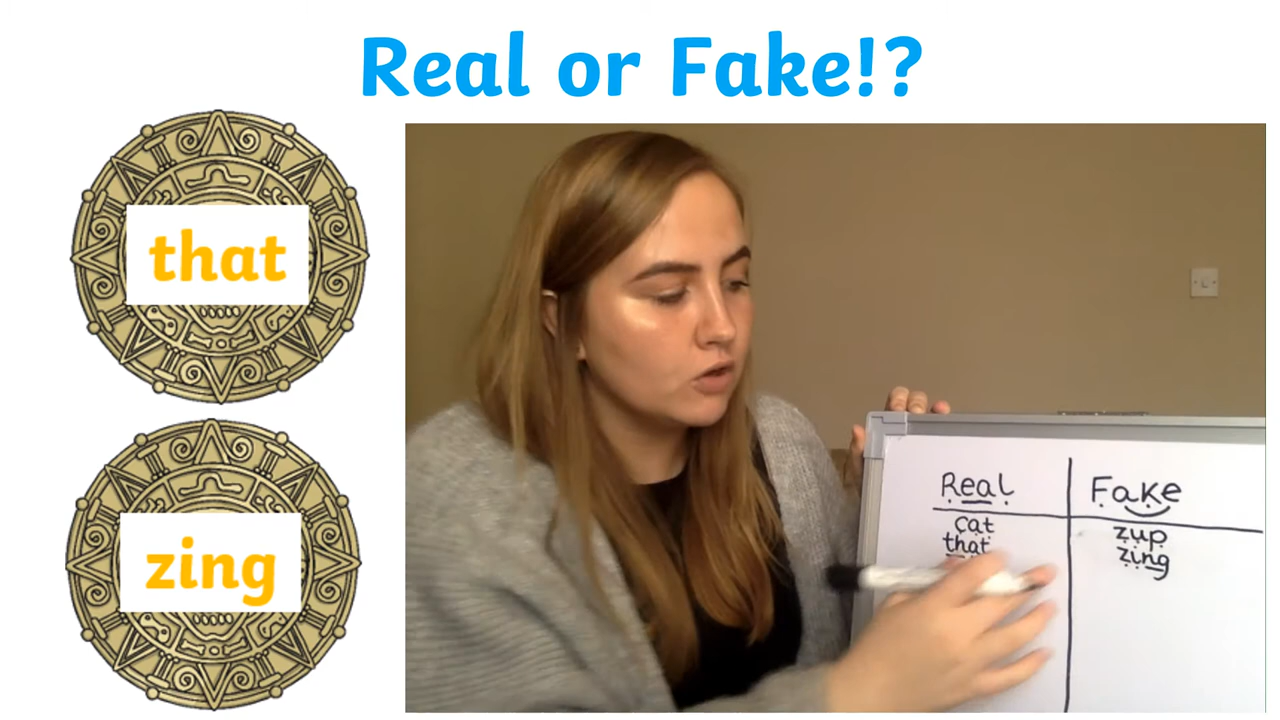 Real or Fake!?
that
zing
Real
cat
that
Fake
zup
zing